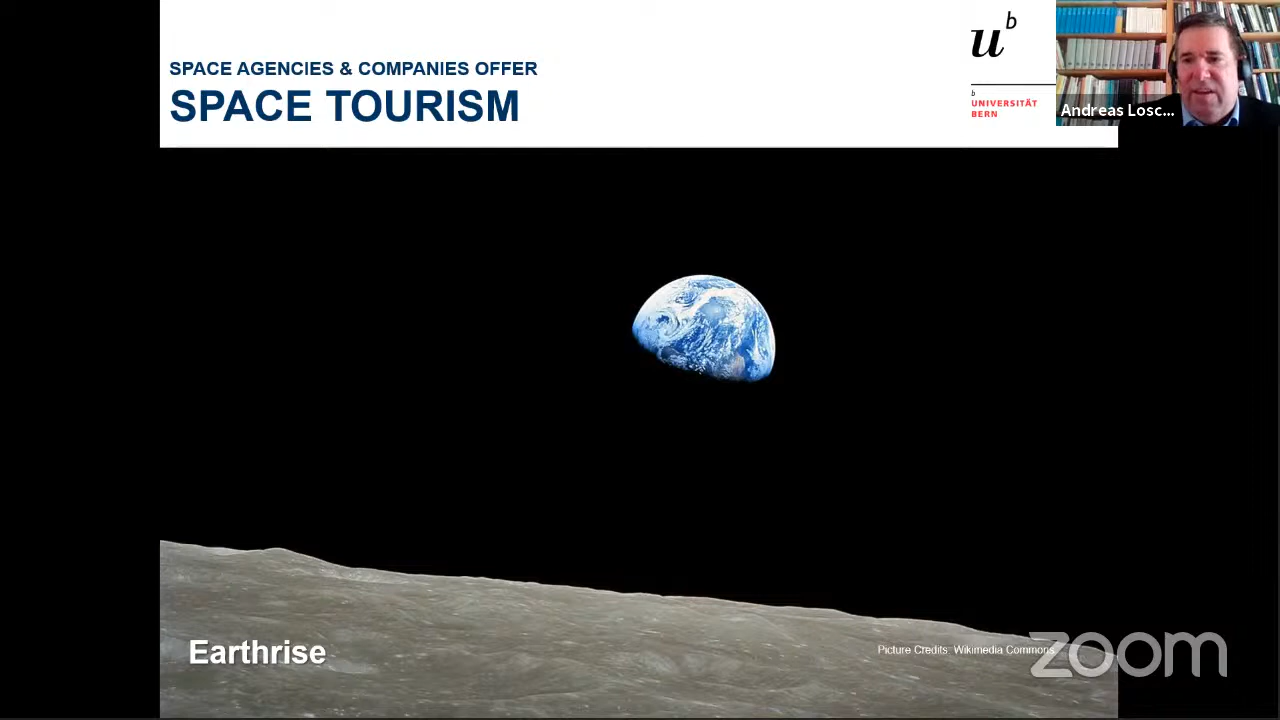 SPACE AGENCIES & COMPANIES OFFER
SPACE TOURISM
u b
b
UNIVERSITÄT
BERN
Andreas Losc...
Earthrise
Picture Credits: Wikimedia Commons
zoom